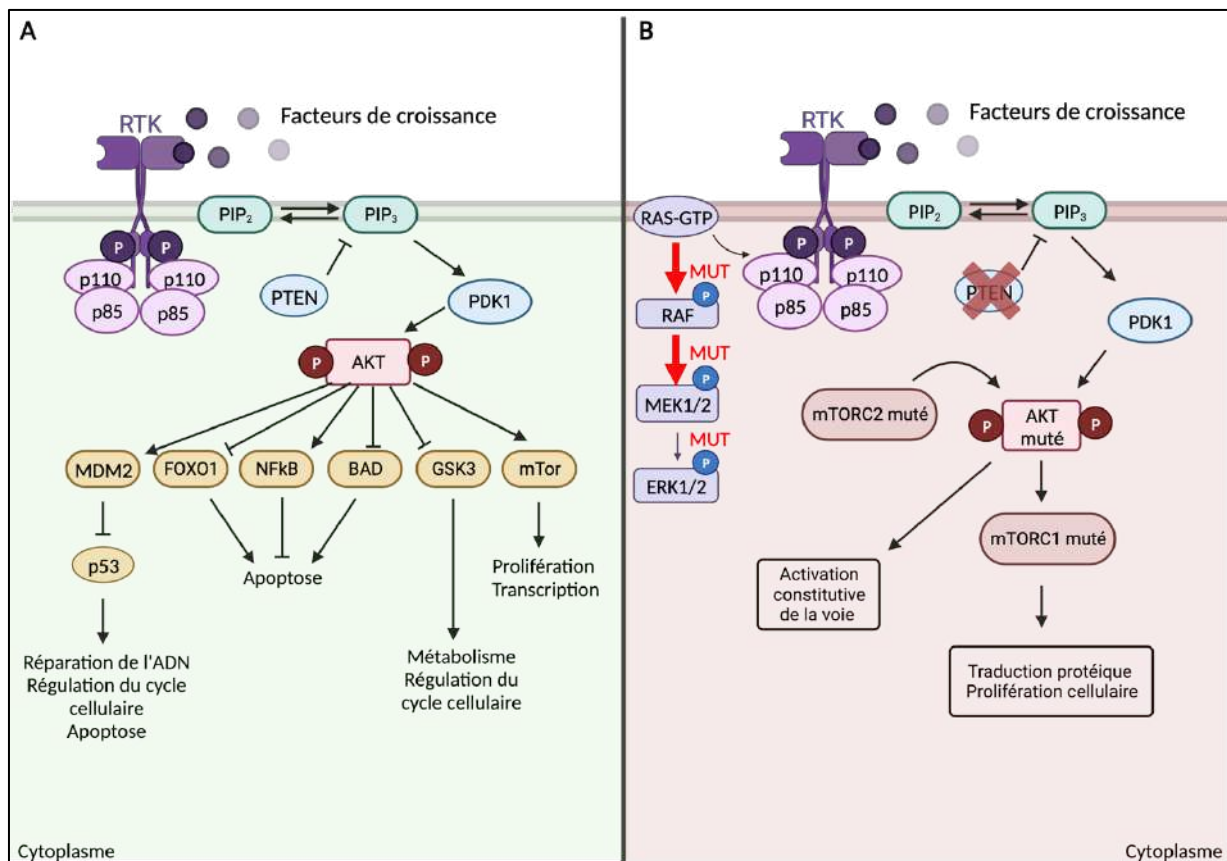 A
RTK
Facteurs de croissance
PIP₂
PIP₃
P
P
p110
p110
p85
p85
PTEN
PDK1
P
AKT
P
MDM2
FOXO1
NFkB
BAD
GSK3
mTor
p53
Apoptose
Prolifération
Transcription
Réparation de l'ADN
Régulation du cycle
cellulaire
Apoptose
Métabolisme
Régulation du
cycle cellulaire
Cytoplasme
B
RTK
Facteurs de croissance
RAS-GTP
PIP₂
PIP₃
P
P
p110
p110
p85
p85
MUT
P
RAF
PTEN
PDK1
MUT
P
MEK1/2
mTORC2 muté
P
AKT
muté
P
MUT
P
ERK1/2
mTORC1 muté
Activation
constitutive
de la voie
Traduction protéique
Prolifération cellulaire
Cytoplasme